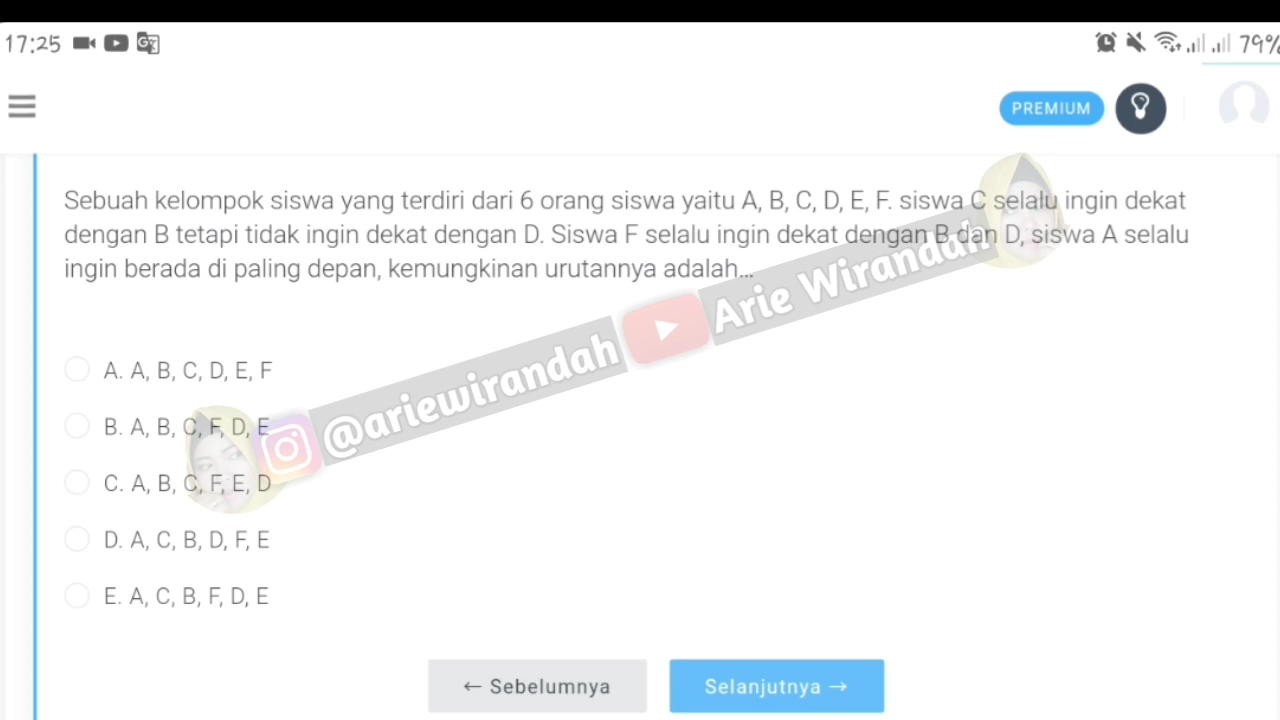 17:25
79%
PREMIUM
Sebuah kelompok siswa yang terdiri dari 6 orang siswa yaitu A, B, C, D, E, F. siswa C selalu ingin dekat
dengan B tetapi tidak ingin dekat dengan D. Siswa F selalu ingin dekat dengan B dan D, siswa A selalu
ingin berada di paling depan, kemungkinan urutannya adalah...
Arie Wirandah
@ariewirandah
A. A, B, C, D, E, F
B. A, B, C, F, D, E
C. A, B, C, F, E, D
D. A, C, B, D, F, E
E. A, C, B, F, D, E
← Sebelumnya
Selanjutnya →